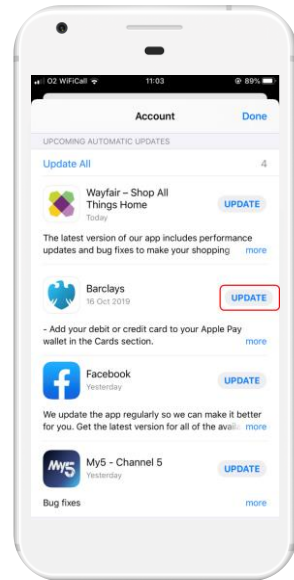 O2 WiFiCall 11:03 @ 89%
Account Done
UPCOMING AUTOMATIC UPDATES
Update All 4
Wayfair – Shop All
Things Home
Today
UPDATE
The latest version of our app includes performance
updates and bug fixes to make your shopping more
Barclays
16 Oct 2019
UPDATE
- Add your debit or credit card to your Apple Pay
wallet in the Cards section. more
Facebook
Yesterday
UPDATE
We update the app regularly so we can make it better
for you. Get the latest version for all of the more
My5
My5 - Channel 5
Yesterday
UPDATE
Bug fixes more